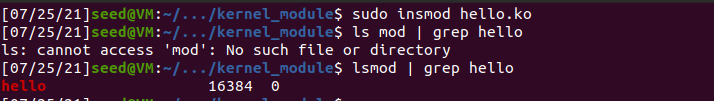 [07/25/21]seed@VM:~/.../kernel_module$ sudo insmod hello.ko
[07/25/21]seed@VM:~/.../kernel_module$ ls mod | grep hello
ls: cannot access 'mod': No such file or directory
[07/25/21]seed@VM:~/.../kernel_module$ lsmod | grep hello
hello                  16384  0